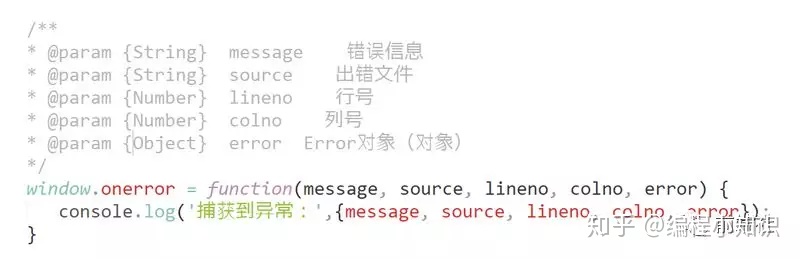 /**
* @param {String} message 错误信息
* @param {String} source 出错文件
* @param {Number} lineno 行号
* @param {Number} colno 列号
* @param {Object} error Error对象（对象）
*/
window.onerror = function(message, source, lineno, colno, error) {
console.log('捕获到异常：',{message, source, lineno, colno, error});
}
知乎 @编程小知识